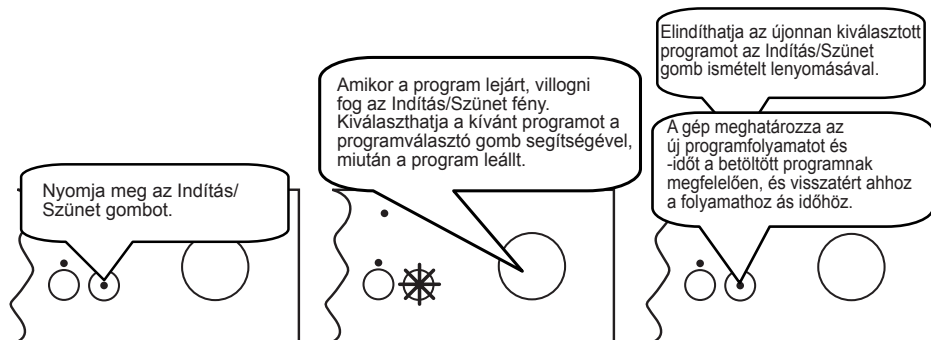 Nyomja meg az Indítás/
Szünet gombot.
Amikor a program lejárt, villogni
fog az Indítás/Szünet fény.
Kiválaszthatja a kívánt programot a
programválasztó gomb segítségével,
miután a program leállt.
Elindíthatja az újonnan kiválasztott
programot az Indítás/Szünet
gomb ismételt lenyomásával.
A gép meghatározza az
új programfolyamatot és
-időt a betöltött programnak
megfelelően, és visszatért ahhoz
a folyamathoz ás időhöz.